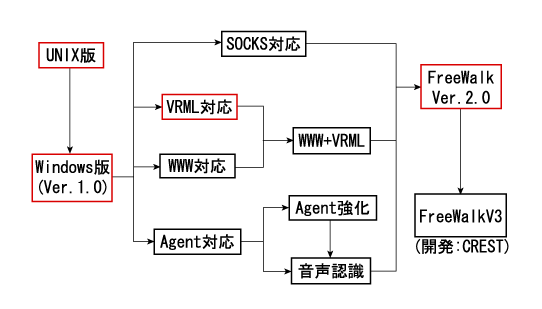 UNIX版
SOCKS対応
FreeWalk
Ver.2.0
VRML対応
WWW+VRML
Windows版
(Ver.1.0)
WWW対応
Agent強化
FreeWalkV3
(開発:CREST)
Agent対応
音声認識